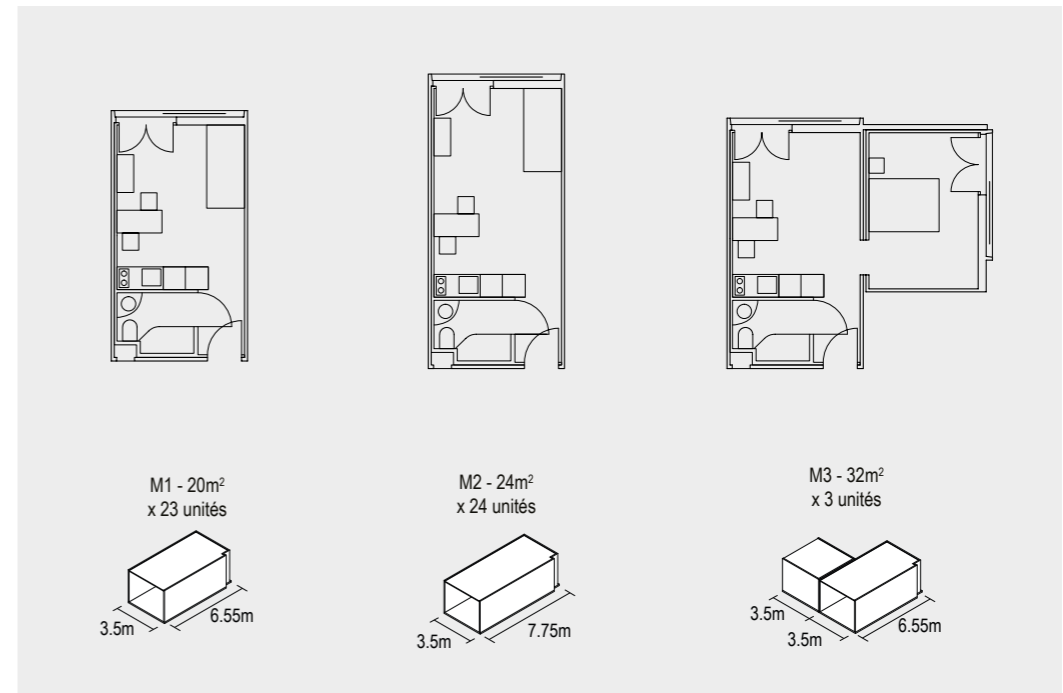 M1 - 20m²
x 23 unités
3.5m
6.55m
M2 - 24m²
x 24 unités
3.5m
7.75m
M3 - 32m²
x 3 unités
3.5m
3.5m
6.55m